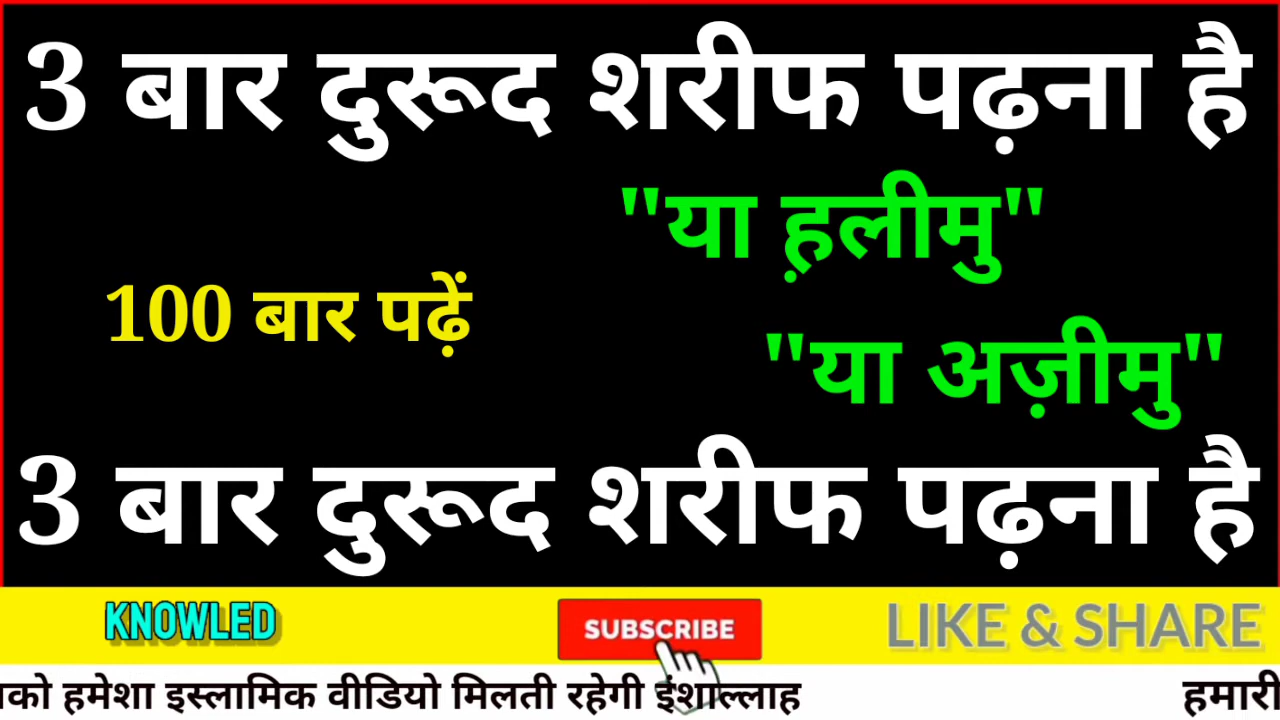 3 बार दुरूद शरीफ पढ़ना है
"या ह़लीमु"
100 बार पढ़ें
"या अज़ीमु"
3 बार दुरूद शरीफ पढ़ना है
KNOWLED
SUBSCRIBE
LIKE & SHARE
को हमेशा इस्लामिक वीडियो मिलती रहेगी इंशाल्लाह हमारी